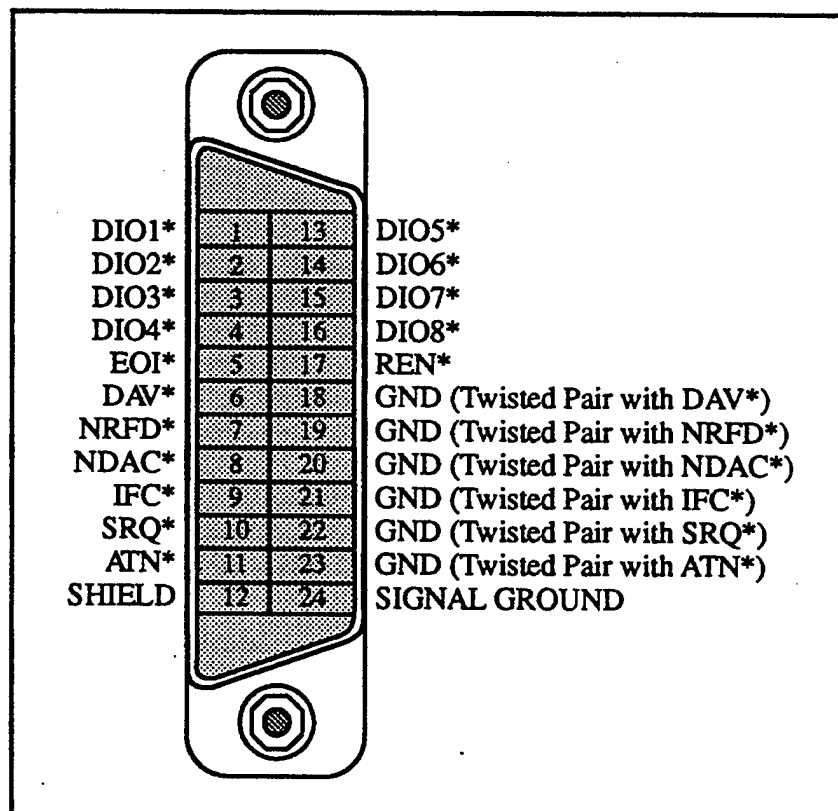 DIO1* 1 13 DIO5*
DIO2* 2 14 DIO6*
DIO3* 3 15 DIO7*
DIO4* 4 16 DIO8*
EOI* 5 17 REN*
DAV* 6 18 GND (Twisted Pair with DAV*)
NRFD* 7 19 GND (Twisted Pair with NRFD*)
NDAC* 8 20 GND (Twisted Pair with NDAC*)
IFC* 9 21 GND (Twisted Pair with IFC*)
SRQ* 10 22 GND (Twisted Pair with SRQ*)
ATN* 11 23 GND (Twisted Pair with ATN*)
SHIELD 12 24 SIGNAL GROUND